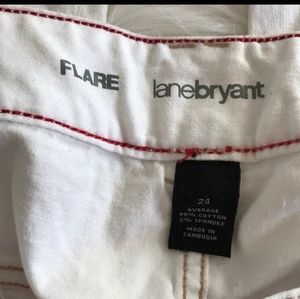 FLARE
lanebryant
24
AVERAGE
98% COTTON
2% SPANDEX
MADE IN
CAMBODIA